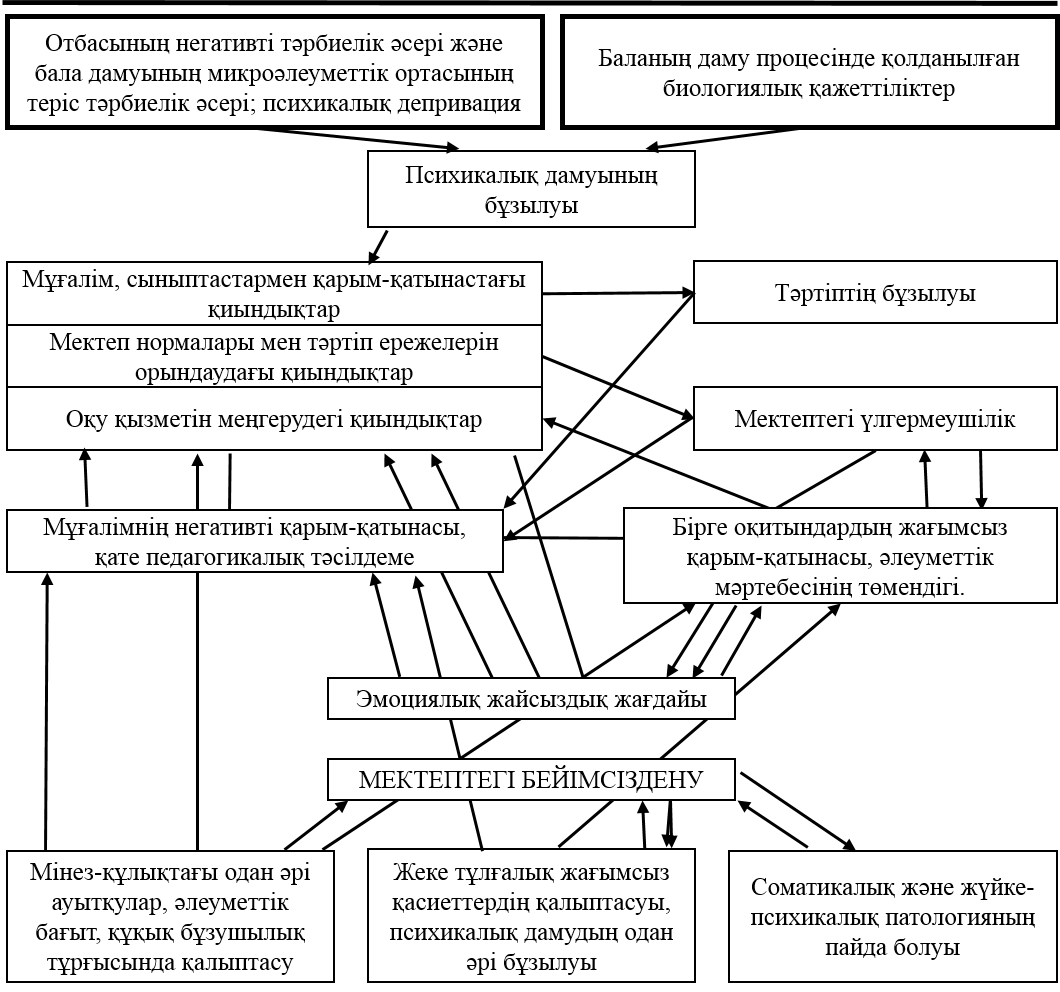 Отбасының негативті тәрбиелік әсері және
бала дамуының микроәлеуметтік ортасының
теріс тәрбиелік әсері; психикалық депривация
Баланың даму процесінде қолданылған
биологиялық қажеттіліктер
Психикалық дамуының
бұзылуы
Мұғалім, сыныптастармен қарым-қатынастағы
қиындықтар
Тәртіптің бұзылуы
Мектеп нормалары мен тәртіп ережелерін
орындаудағы қиындықтар
Оқу қызметін меңгерудегі қиындықтар
Мектептегі үлгермеушілік
Мұғалімнің негативті қарым-қатынасы,
қате педагогикалық тәсілдеме
Бірге оқитындардың жағымсыз
қарым-қатынасы, әлеуметтік
мәртебесінің төмендігі.
Эмоциялық жайсыздық жағдайы
МЕКТЕПТЕГІ БЕЙІМСІЗДЕНУ
Мінез-құлықтағы одан әрі
ауытқулар, әлеуметтік
бағыт, құқық бұзушылық
тұрғысында қалыптасу
Жеке тұлғалық жағымсыз
қасиеттердің қалыптасуы,
психикалық дамудың одан
әрі бұзылуы
Соматикалық және жүйке-
психикалық патологияның
пайда болуы